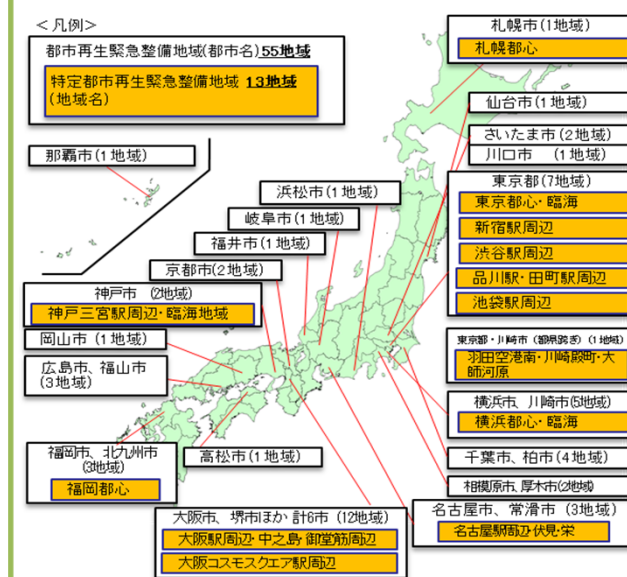 ＜凡例＞
都市再生緊急整備地域(都市名)55地域
特定都市再生緊急整備地域 13地域
(地域名)
札幌市(1地域)
札幌都心
仙台市(1地域)
さいたま市(2地域)
川口市 (1地域)
那覇市(1地域)
東京都(7地域)
東京都心・臨海
新宿駅周辺
渋谷駅周辺
品川駅・田町駅周辺
池袋駅周辺
浜松市(1地域)
岐阜市(1地域)
福井市(1地域)
京都市(2地域)
神戸市 (2地域)
神戸三宮駅周辺・臨海地域
岡山市(1地域)
広島市、福山市
(3地域)
東京都・川崎市(都県跨ぎ)(1地域)
羽田空港南・川崎殿町・大
師河原
横浜市、川崎市(5地域)
横浜都心・臨海
千葉市、柏市(4地域)
相模原市、厚木市(2地域)
福岡市、北九州市
(3地域)
福岡都心
高松市(1地域)
名古屋市、常滑市 (3地域)
名古屋駅周辺・伏見・栄
大阪市、堺市ほか 計6市 (12地域)
大阪駅周辺・中之島・御堂筋周辺
大阪コスモスクエア駅周辺